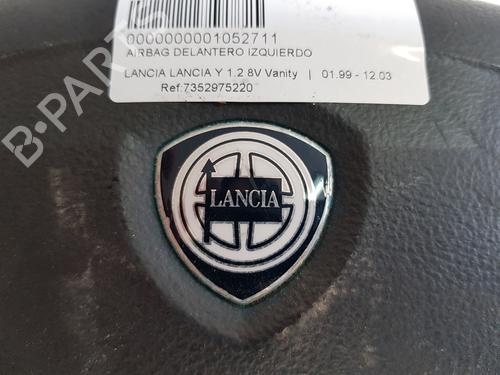 0000000001052711
AIRBAG DELANTERO IZQUIERDO
LANCIA LANCIA Y 1.2 8V Vanity | 01.99 - 12.03
Ref:7352975220
B-PARTS
LANCIA